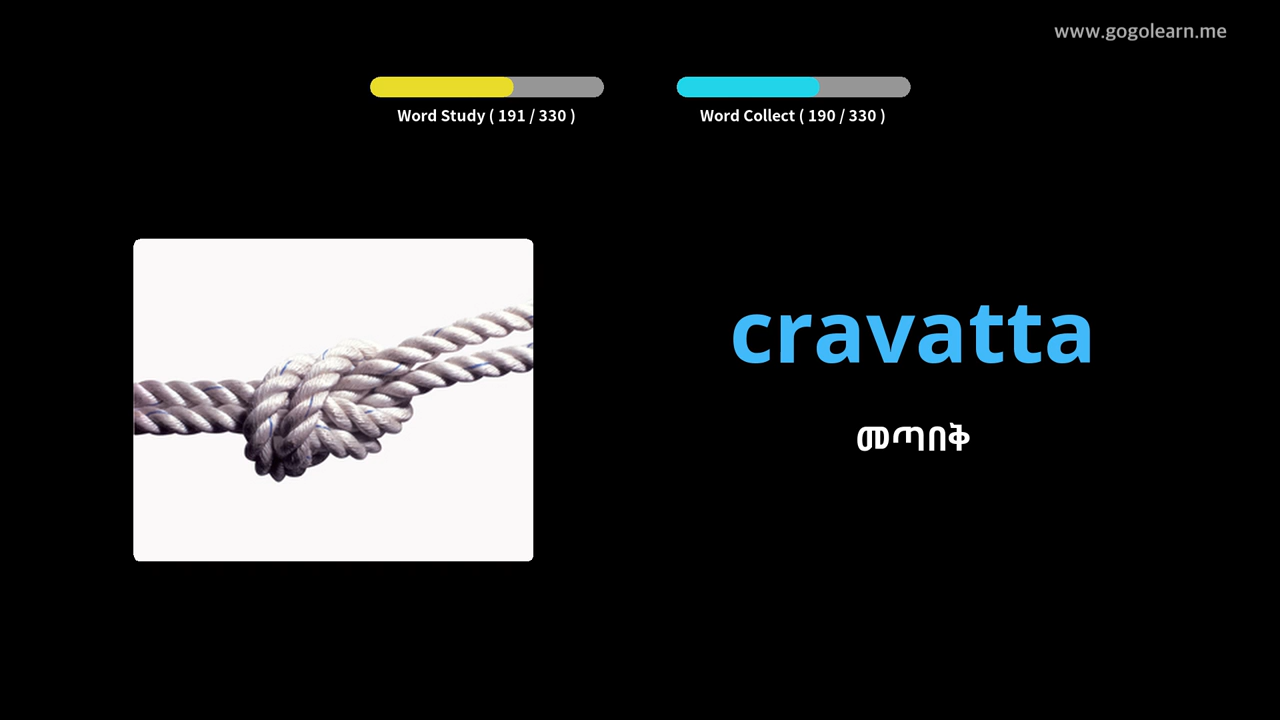 www.gogolearn.me
Word Study ( 191 / 330 )
Word Collect ( 190 / 330 )
cravatta
መጣበቅ